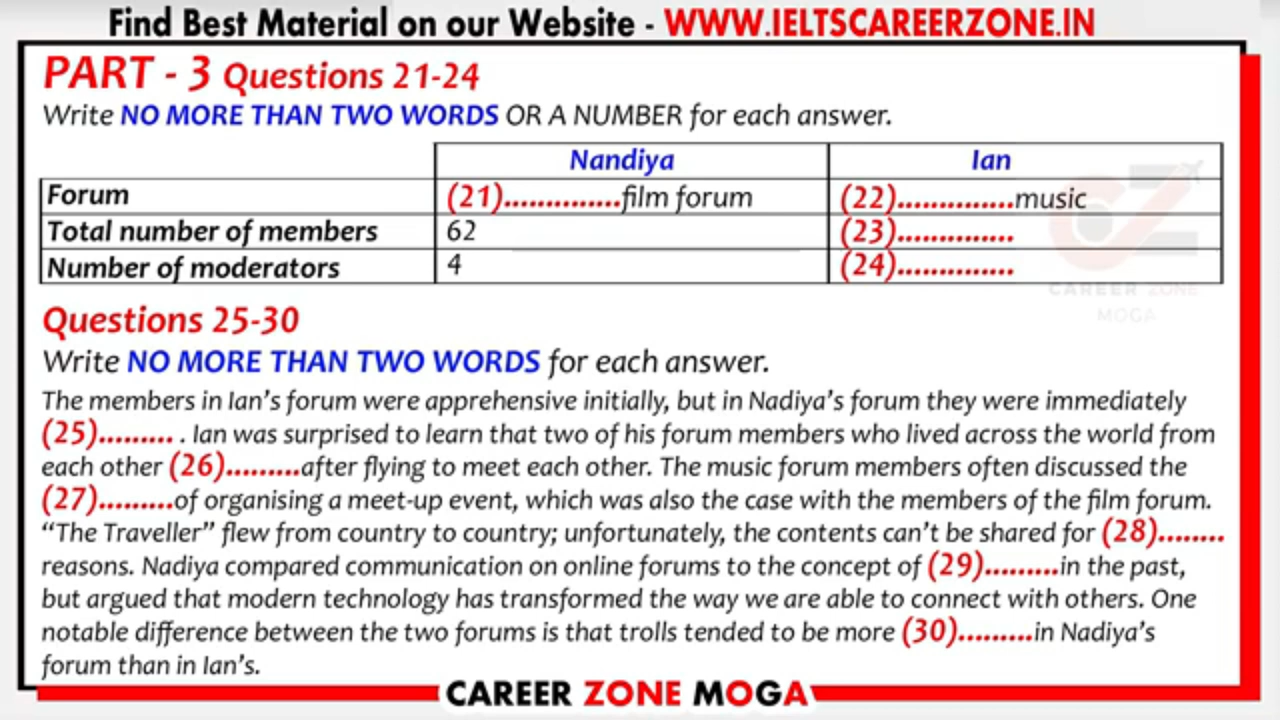 Find Best Material on our Website - WWW.IELTSCAREERZONE.IN
PART - 3 Questions 21-24
Write NO MORE THAN TWO WORDS OR A NUMBER for each answer.
Nandiya Ian
Forum (21)..............film forum (22)..............music
Total number of members 62 (23)..............
Number of moderators 4 (24)..............
CAREER ZONE
MOGA
Questions 25-30
Write NO MORE THAN TWO WORDS for each answer.
The members in Ian's forum were apprehensive initially, but in Nadiya's forum they were immediately
(25)......... . Ian was surprised to learn that two of his forum members who lived across the world from
each other (26).........after flying to meet each other. The music forum members often discussed the
(27).........of organising a meet-up event, which was also the case with the members of the film forum.
“The Traveller” flew from country to country; unfortunately, the contents can't be shared for (28)........
reasons. Nadiya compared communication on online forums to the concept of (29).........in the past,
but argued that modern technology has transformed the way we are able to connect with others. One
notable difference between the two forums is that trolls tended to be more (30).........in Nadiya's
forum than in Ian's.
CAREER ZONE MOGA